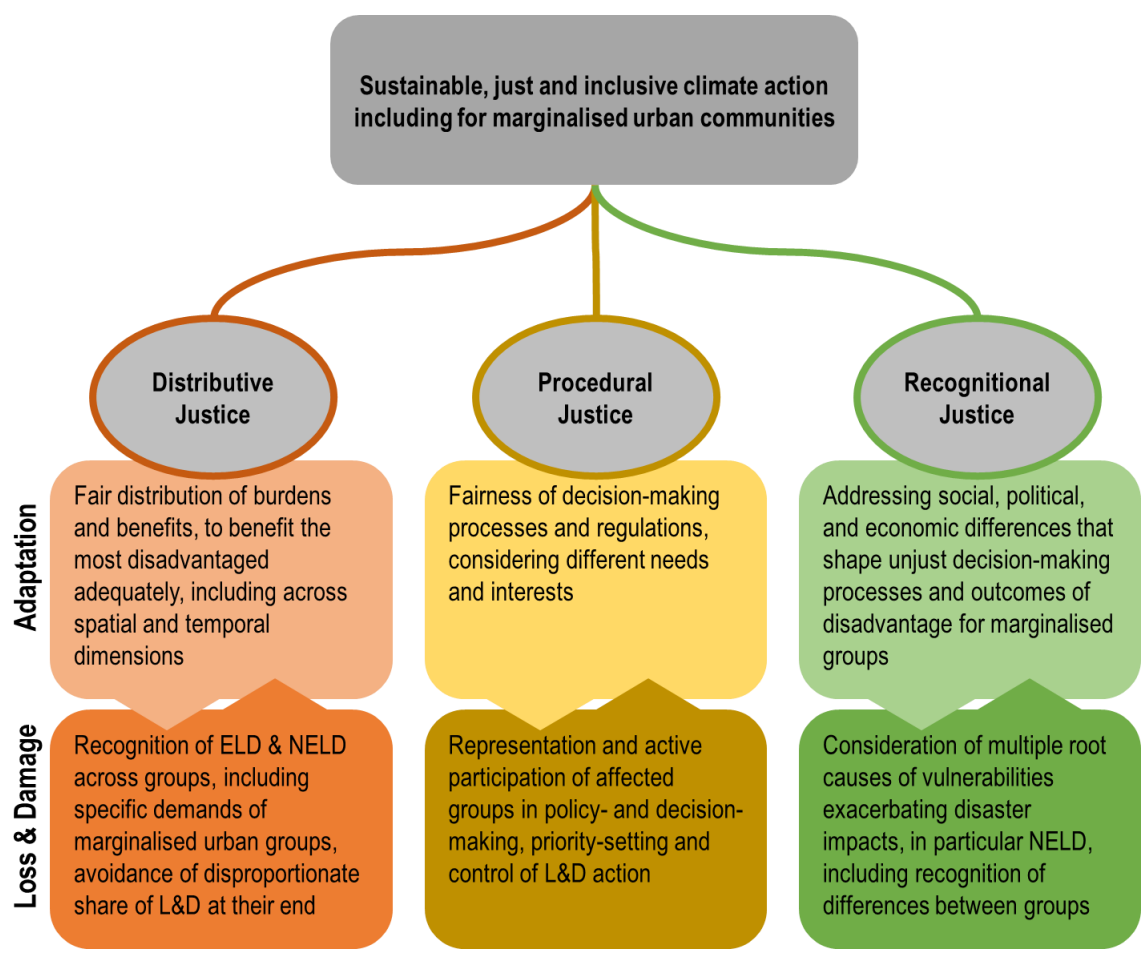 Sustainable, just and inclusive climate action
including for marginalised urban communities
Distributive
Justice
Procedural
Justice
Recognitional
Justice
Adaptation
Fair distribution of burdens
and benefits, to benefit the
most disadvantaged
adequately, including across
spatial and temporal
dimensions
Fairness of decision-making
processes and regulations,
considering different needs
and interests
Addressing social, political,
and economic differences that
shape unjust decision-making
processes and outcomes of
disadvantage for marginalised
groups
Loss & Damage
Recognition of ELD & NELD
across groups, including
specific demands of
marginalised urban groups,
avoidance of disproportionate
share of L&D at their end
Representation and active
participation of affected
groups in policy- and decision-
making, priority-setting and
control of L&D action
Consideration of multiple root
causes of vulnerabilities
exacerbating disaster
impacts, in particular NELD,
including recognition of
differences between groups